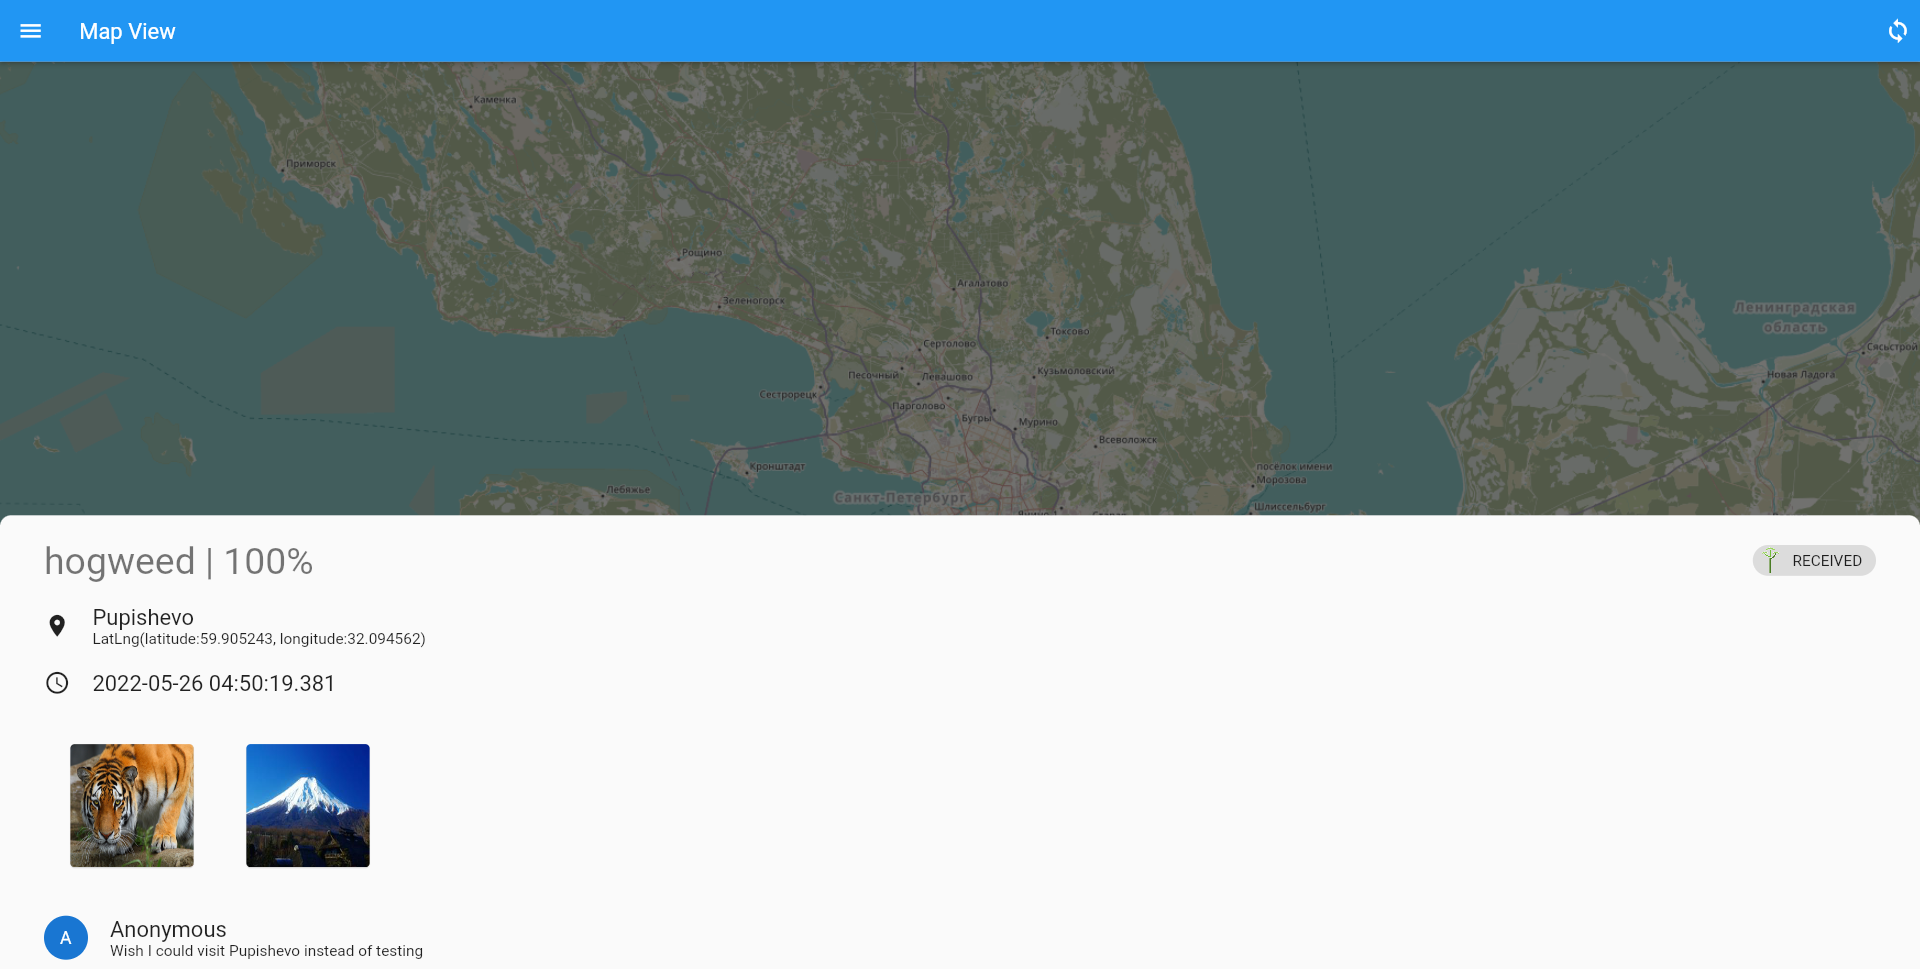 Map View
Каменка
Приморск
Рощино
Агалатово
Зеленогорск
Ленинградская
область
Токсово
Сертолово
Сясьстрой
Песочный
Левашово
Кузьмоловский
Новая Ладога
Сестрорецк
Парголово
Бугры
Мурино
Всеволожск
Кронштадт
посёлок имени
Морозова
Лебяжье
Санкт-Петербург
Шлиссельбург
hogweed | 100%
RECEIVED
Pupishevo
LatLng(latitude:59.905243, longitude:32.094562)
2022-05-26 04:50:19.381
A
Anonymous
Wish I could visit Pupishevo instead of testing